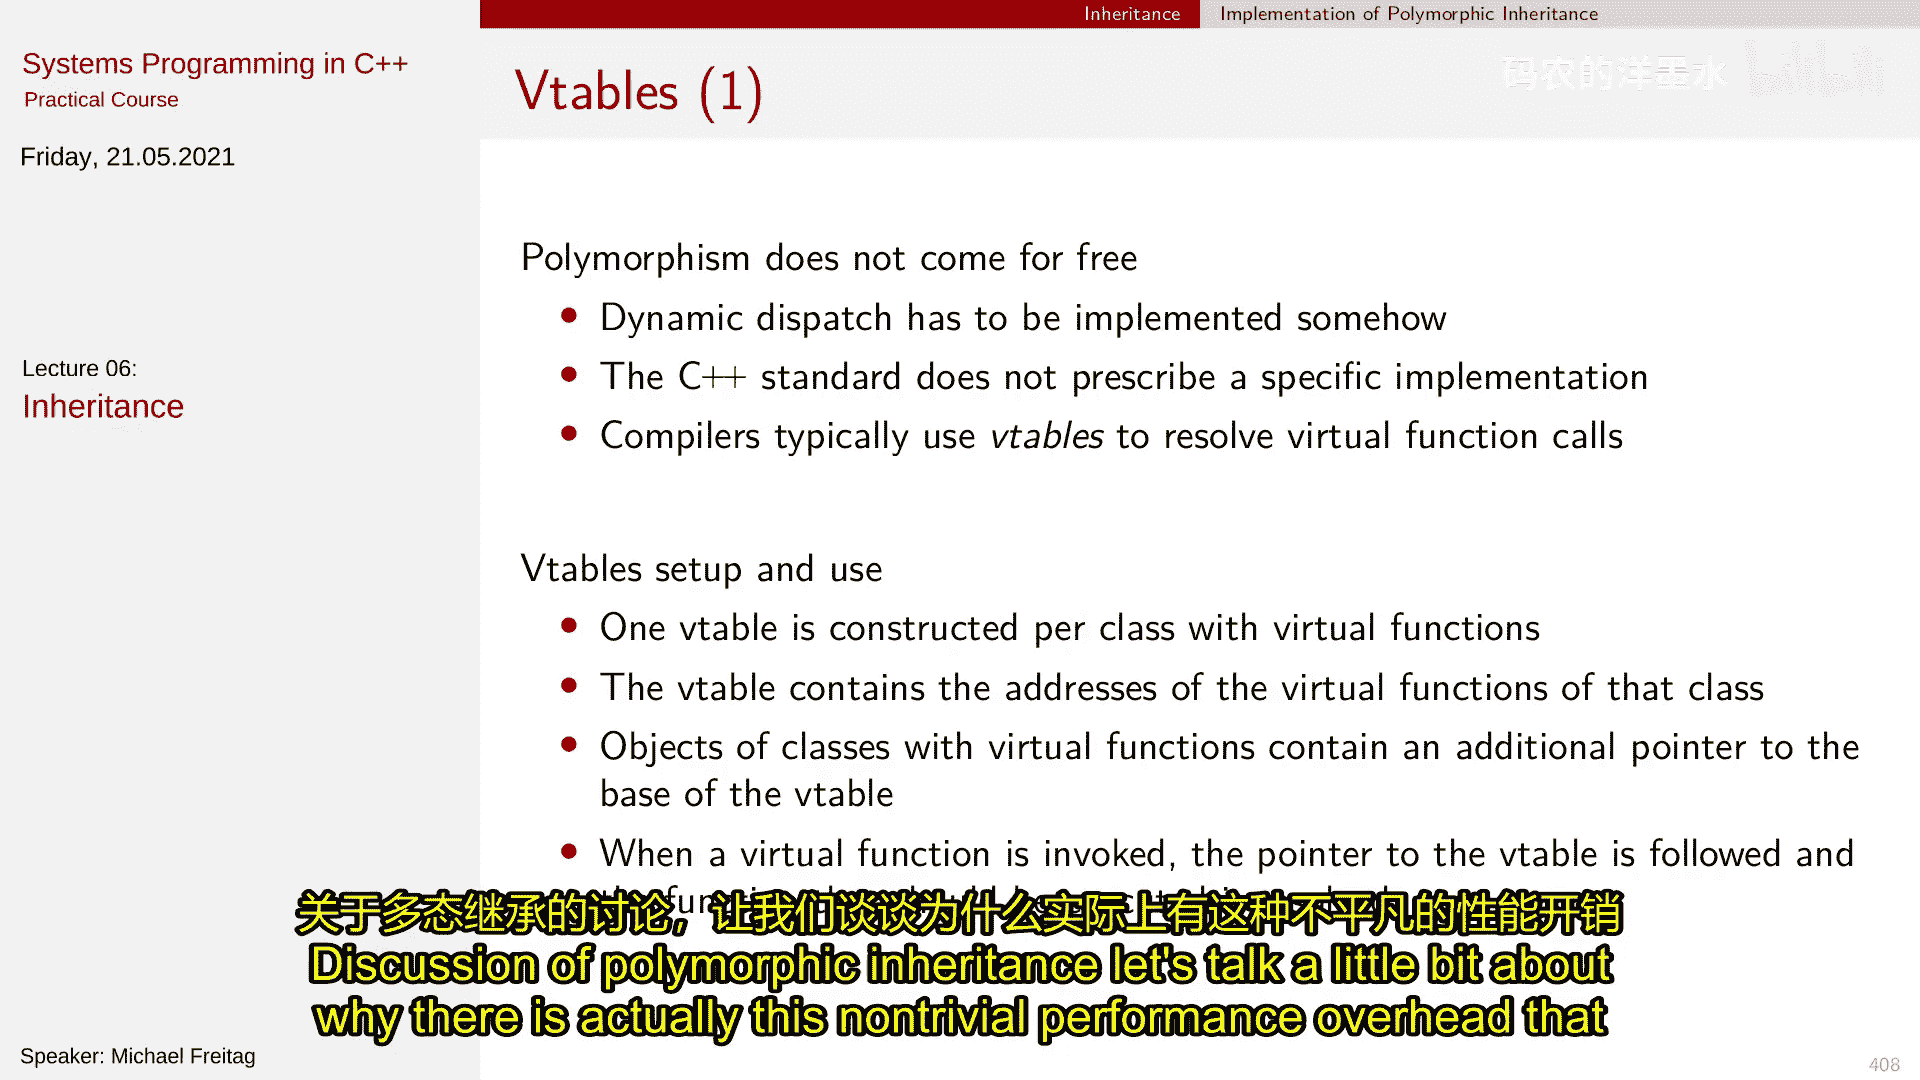 Inheritance
Implementation of Polymorphic Inheritance
Systems Programming in C++
Practical Course
Friday, 21.05.2021
Lecture 06:
Inheritance
Vtables (1)
码农的洋墨水 bilibili
Polymorphism does not come for free
• Dynamic dispatch has to be implemented somehow
• The C++ standard does not prescribe a specific implementation
• Compilers typically use vtables to resolve virtual function calls
Vtables setup and use
• One vtable is constructed per class with virtual functions
• The vtable contains the addresses of the virtual functions of that class
• Objects of classes with virtual functions contain an additional pointer to the
base of the vtable
• When a virtual function is invoked, the pointer to the vtable is followed and
关于多态继承的讨论，让我们谈谈为什么实际上有这种不平凡的性能开销
Discussion of polymorphic inheritance let's talk a little bit about
why there is actually this nontrivial performance overhead that
Speaker: Michael Freitag
408